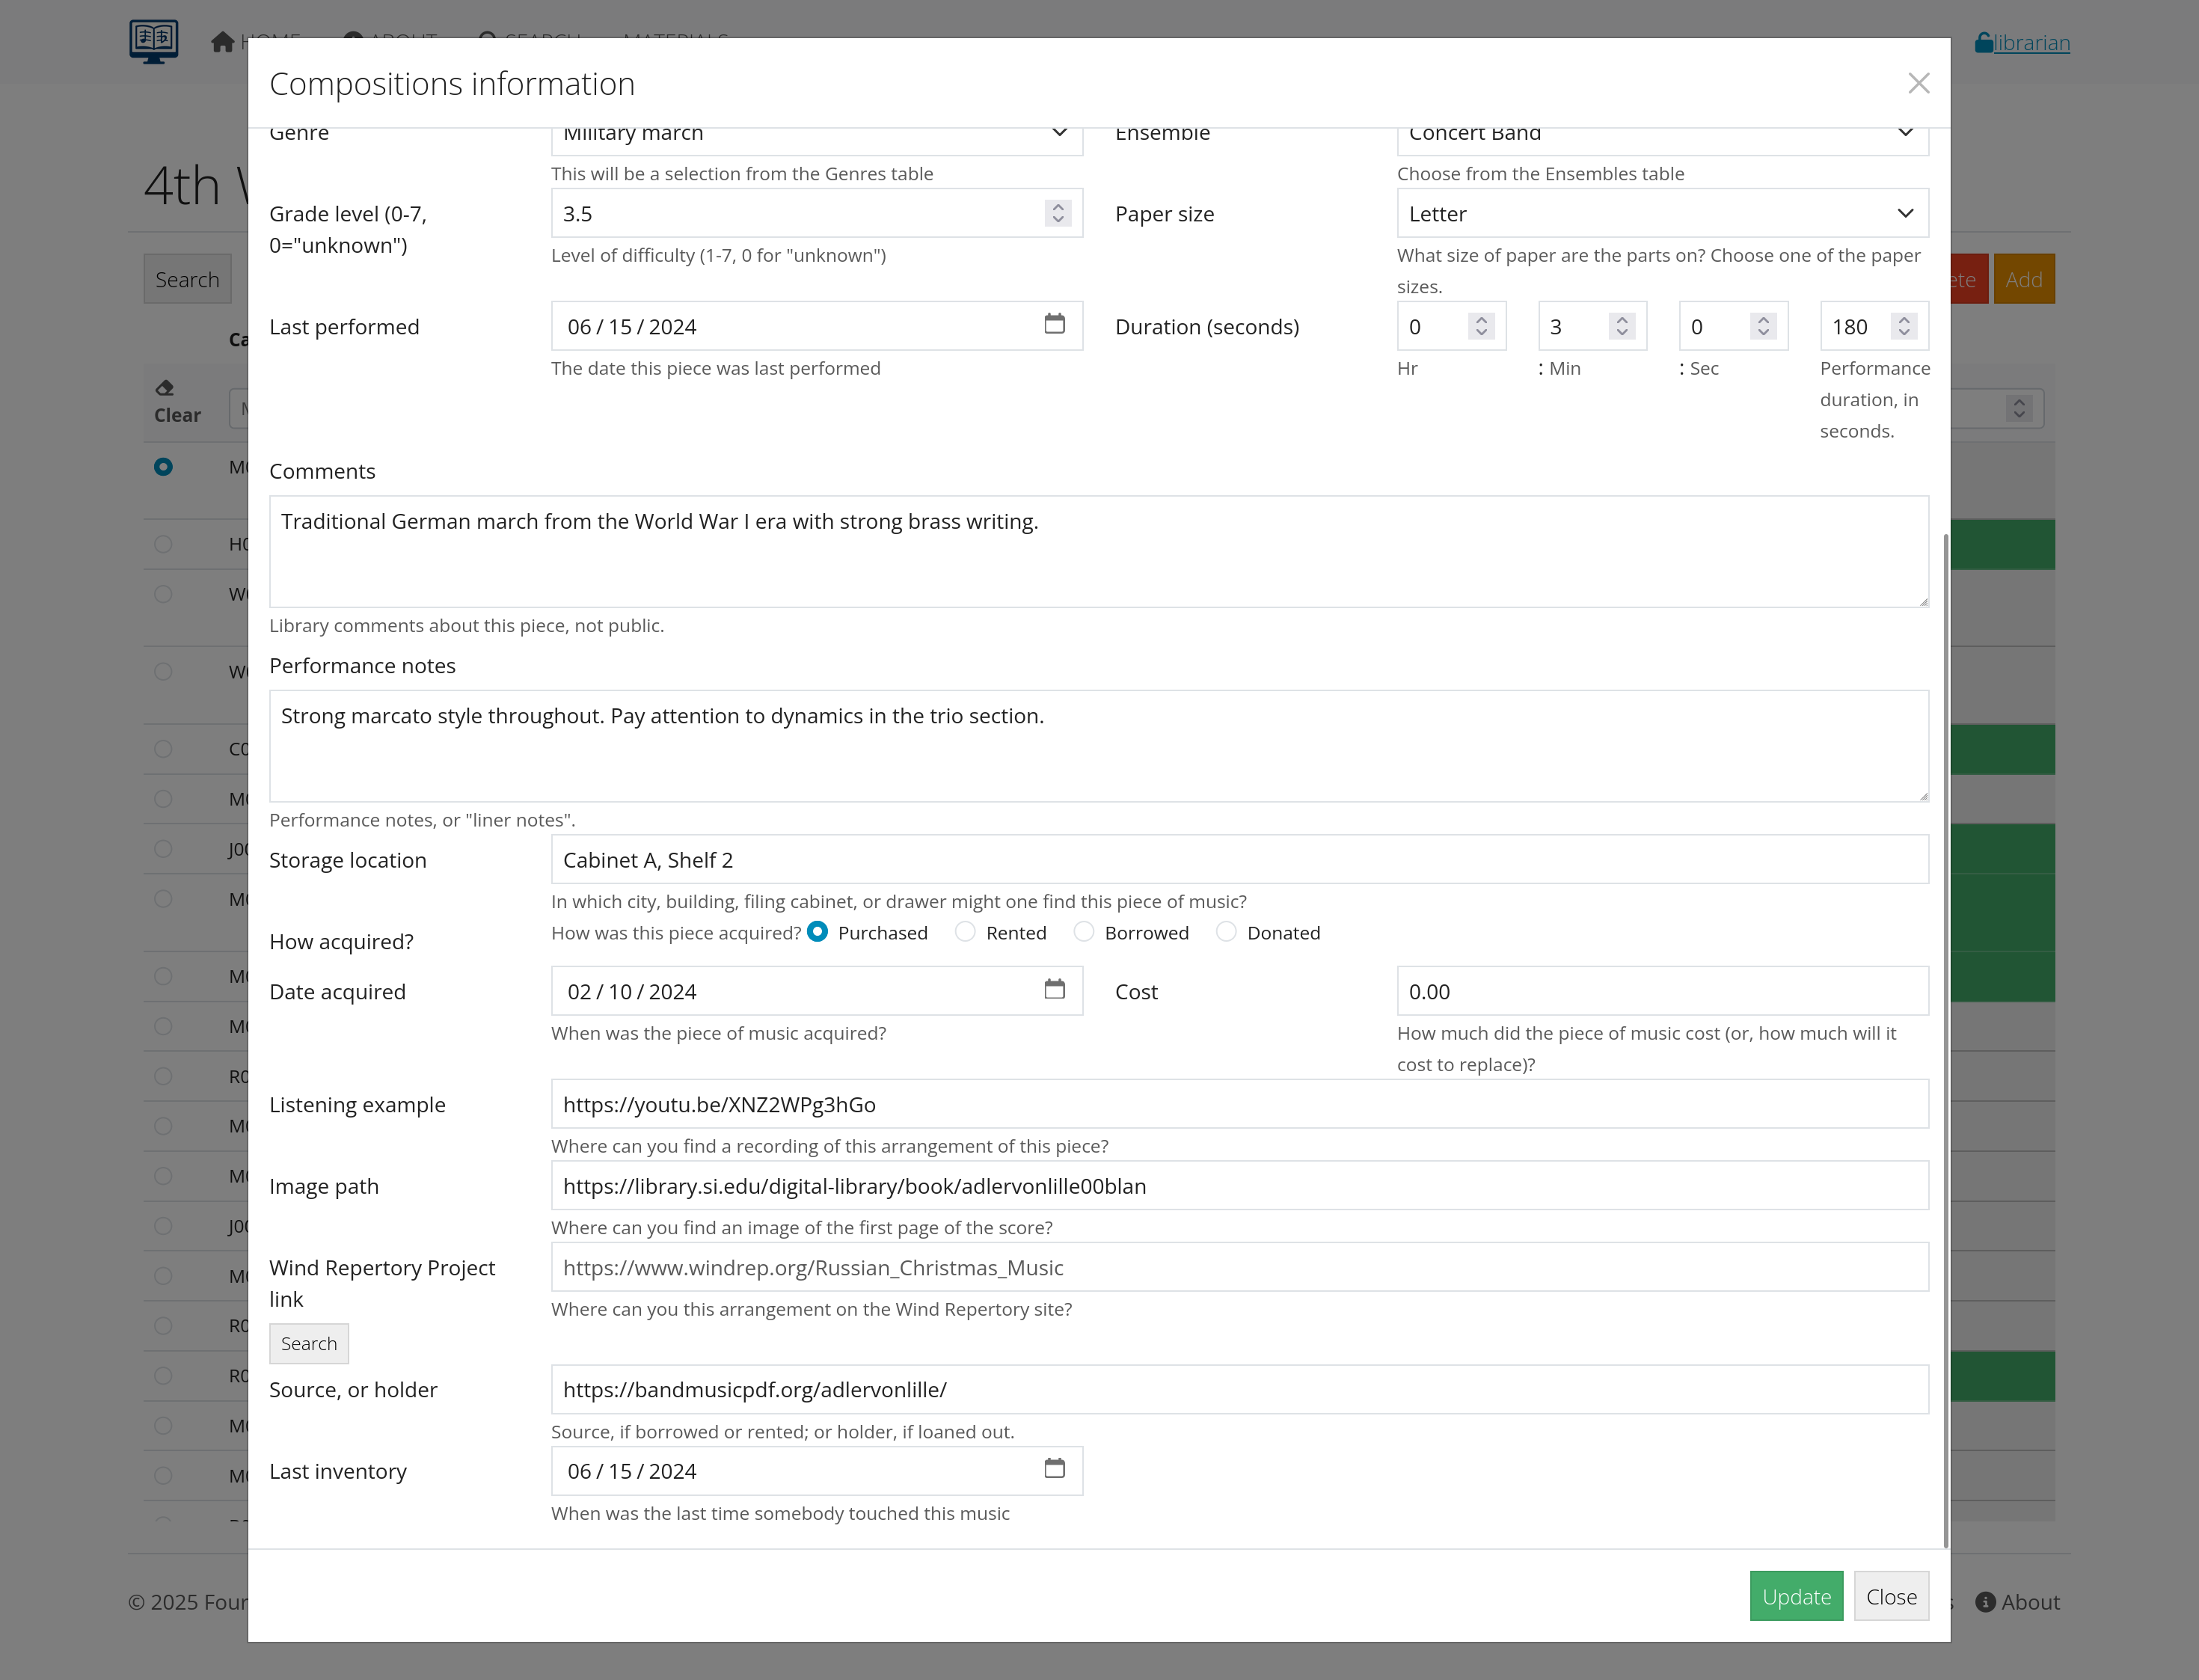 HOME ABOUT SEARCH MATERIALS librarian
Compositions information
4th
Genre Military march Ensemble Concert Band
This will be a selection from the Genres table Choose from the Ensembles table
Grade level (0-7, 0="unknown") 3.5 Paper size Letter
Level of difficulty (1-7, 0 for "unknown") What size of paper are the parts on? Choose one of the paper sizes.
Search Add
Last performed 06 / 15 / 2024 Duration (seconds) 0 3 0 180
The date this piece was last performed Hr : Min : Sec Performance duration, in seconds.
Clear
Comments
Traditional German march from the World War I era with strong brass writing.
Library comments about this piece, not public.
Performance notes
Strong marcato style throughout. Pay attention to dynamics in the trio section.
Performance notes, or "liner notes".
Storage location Cabinet A, Shelf 2
In which city, building, filing cabinet, or drawer might one find this piece of music?
How acquired? How was this piece acquired? Purchased Rented Borrowed Donated
Date acquired 02 / 10 / 2024 Cost 0.00
When was the piece of music acquired? How much did the piece of music cost (or, how much will it cost to replace)?
Listening example https://youtu.be/XNZ2WPg3hGo
Where can you find a recording of this arrangement of this piece?
Image path https://library.si.edu/digital-library/book/adlervonlille00blan
Where can you find an image of the first page of the score?
Wind Repertory Project link https://www.windrep.org/Russian_Christmas_Music
Where can you this arrangement on the Wind Repertory site?
Search
Source, or holder https://bandmusicpdf.org/adlervonlille/
Source, if borrowed or rented; or holder, if loaned out.
Last inventory 06 / 15 / 2024
When was the last time somebody touched this music
Update Close
© 2025 About